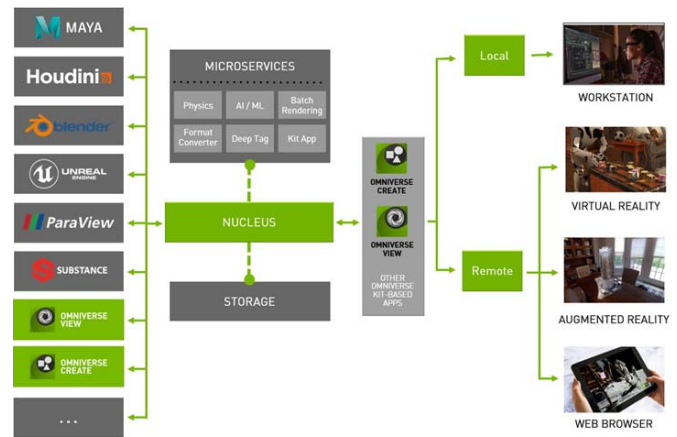 MAYA
Houdini
blender
UNREAL
ENGINE
ParaView
SUBSTANCE
OMNIVERSE
VIEW
OMNIVERSE
CREATE
...
MICROSERVICES
Physics
AI / ML
Batch
Rendering
Format
Converter
Deep Tag
Kit App
NUCLEUS
STORAGE
OMNIVERSE
CREATE
OMNIVERSE
VIEW
OTHER
OMNIVERSE
KIT-BASED
APPS
Local
Remote
WORKSTATION
VIRTUAL REALITY
AUGMENTED REALITY
WEB BROWSER